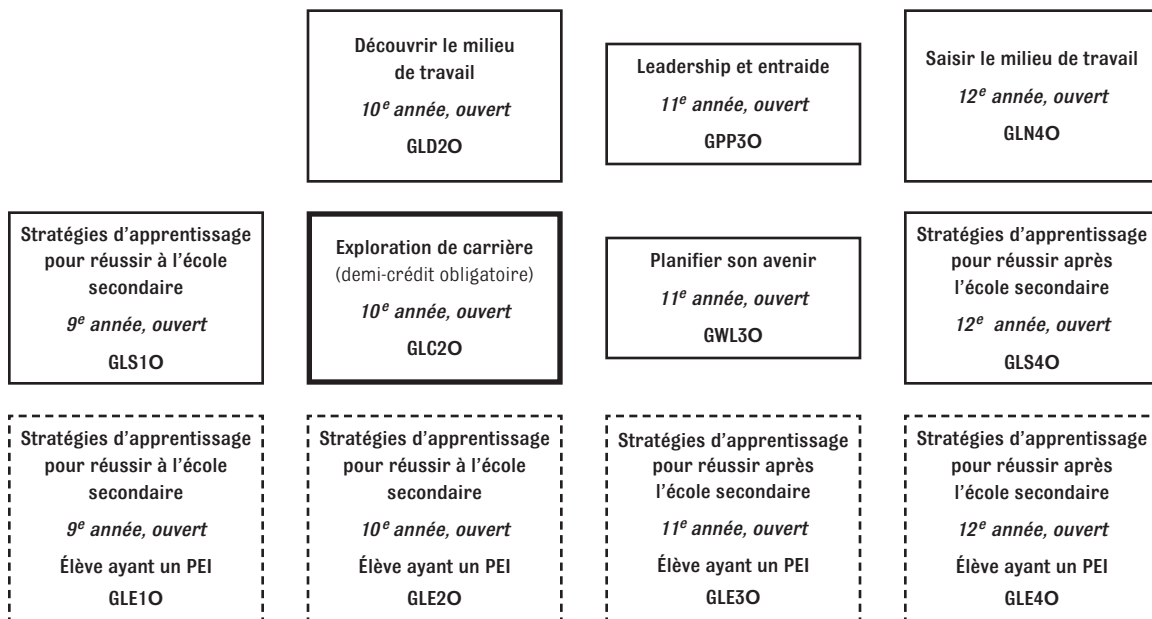 Découvrir le milieu
de travail
10e année, ouvert
GLD2O
Leadership et entraide
11e année, ouvert
GPP3O
Saisir le milieu de travail
12e année, ouvert
GLN4O
Stratégies d'apprentissage
pour réussir à l'école
secondaire
9e année, ouvert
GLS1O
Exploration de carrière
(demi-crédit obligatoire)
10e année, ouvert
GLC2O
Planifier son avenir
11e année, ouvert
GWL3O
Stratégies d'apprentissage
pour réussir après
l'école secondaire
12e année, ouvert
GLS4O
Stratégies d'apprentissage
pour réussir à l'école
secondaire
9e année, ouvert
Élève ayant un PEI
GLE1O
Stratégies d'apprentissage
pour réussir à l'école
secondaire
10e année, ouvert
Élève ayant un PEI
GLE2O
Stratégies d'apprentissage
pour réussir après
l'école secondaire
11e année, ouvert
Élève ayant un PEI
GLE3O
Stratégies d'apprentissage
pour réussir après
l'école secondaire
12e année, ouvert
Élève ayant un PEI
GLE4O